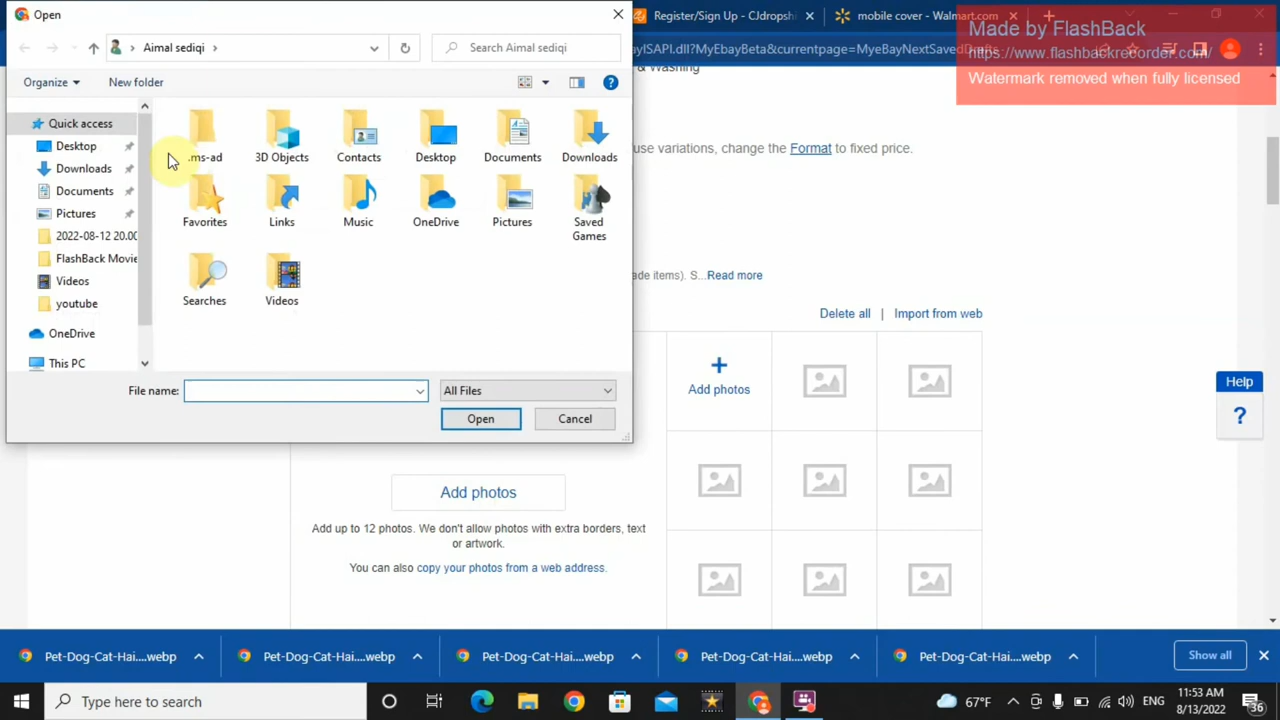 Open
Register/Sign Up - CJdropshi
mobile cover - Walmart.com
Made by FlashBack
https://www.flashbackrecorder.com/
Watermark removed when fully licensed
Aimal sediqi
Search Aimal sediqi
ayISAPI.dll?MyEbayBeta&currentpage=MyeBayNextSavedDrafts
Organize
New folder
& Washing
Quick access
Desktop
Downloads
Documents
Pictures
2022-08-12 20.00
FlashBack Movie
Videos
youtube
OneDrive
This PC
.ms-ad
3D Objects
Contacts
Desktop
Documents
Downloads
Favorites
Links
Music
OneDrive
Pictures
Saved
Games
Searches
Videos
File name:
All Files
Open
Cancel
use variations, change the Format to fixed price.
ade items). S...Read more
Delete all | Import from web
Add photos
Help
?
Add photos
Add up to 12 photos. We don't allow photos with extra borders, text
or artwork.
You can also copy your photos from a web address.
Pet-Dog-Cat-Hai....webp
Pet-Dog-Cat-Hai....webp
Pet-Dog-Cat-Hai....webp
Pet-Dog-Cat-Hai....webp
Pet-Dog-Cat-Hai....webp
Show all
Type here to search
67°F
ENG
11:53 AM
8/13/2022
36